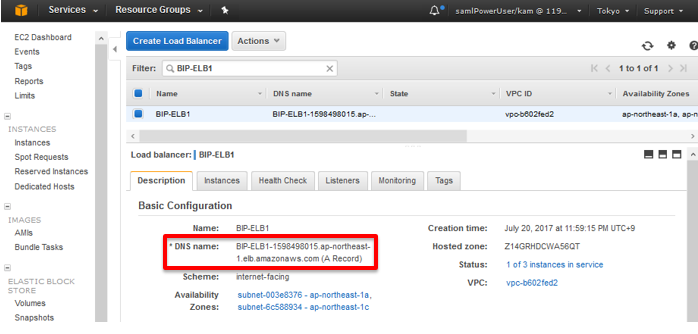 Services Resource Groups samlPowerUser/kam @ 119... Tokyo Support
EC2 Dashboard
Events
Tags
Reports
Limits
INSTANCES
Instances
Spot Requests
Reserved Instances
Dedicated Hosts
IMAGES
AMIs
Bundle Tasks
ELASTIC BLOCK
STORE
Volumes
Snapshots
Create Load Balancer Actions
Filter: BIP-ELB1 1 to 1 of 1
Name DNS name State VPC ID Availability Zones
BIP-ELB1 BIP-ELB1-1598498015.ap-... vpc-b602fed2 ap-northeast-1a, ap-n
Load balancer: BIP-ELB1
Description Instances Health Check Listeners Monitoring Tags
Basic Configuration
Name: BIP-ELB1 Creation time: July 20, 2017 at 11:59:15 PM UTC+9
* DNS name: BIP-ELB1-1598498015.ap-northeast- Hosted zone: Z14GRHDCWA56QT
1.elb.amazonaws.com (A Record)
Scheme: internet-facing Status: 1 of 3 instances in service
Availability subnet-003e8376 - ap-northeast-1a, VPC: vpc-b602fed2
Zones: subnet-6c588934 - ap-northeast-1c